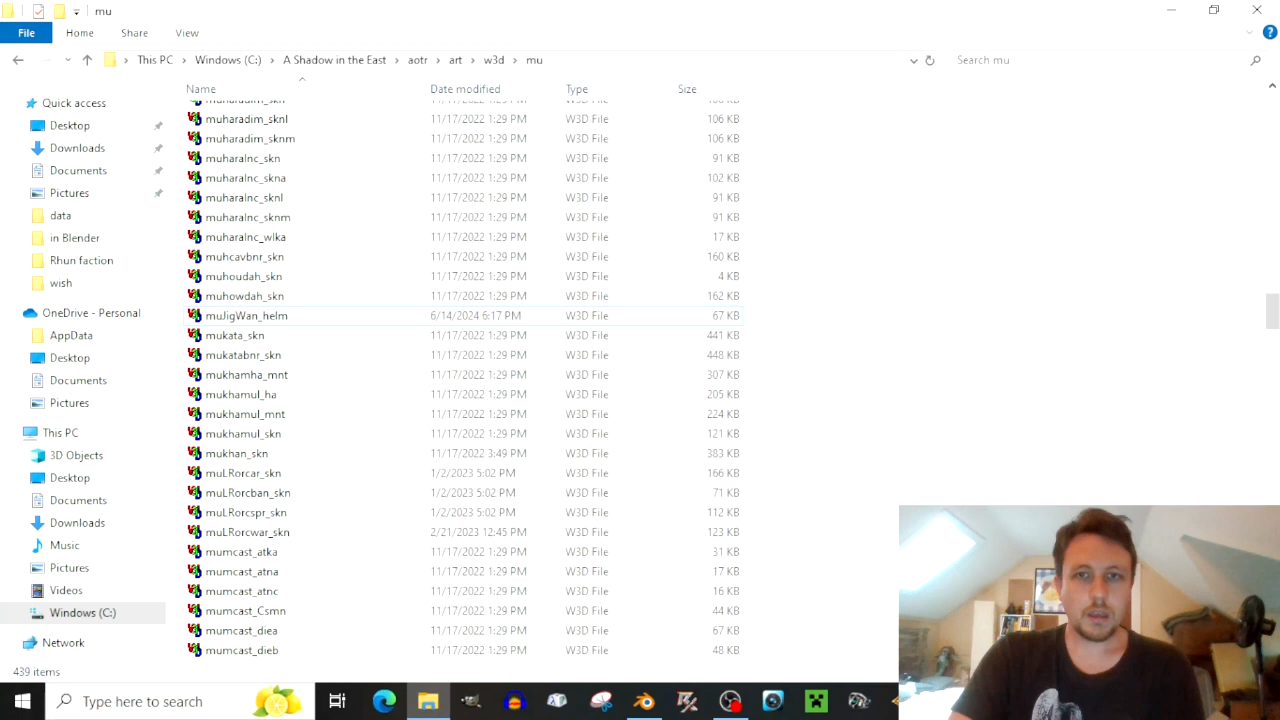 mu
File Home Share View
This PC Windows (C:) A Shadow in the East aotr art w3d mu Search mu
Name Date modified Type Size
muharadim_sknl 11/17/2022 1:29 PM W3D File 106 KB
muharadim_sknm 11/17/2022 1:29 PM W3D File 106 KB
muharalnc_skn 11/17/2022 1:29 PM W3D File 91 KB
muharalnc_skna 11/17/2022 1:29 PM W3D File 102 KB
muharalnc_sknl 11/17/2022 1:29 PM W3D File 91 KB
muharalnc_sknm 11/17/2022 1:29 PM W3D File 91 KB
muharalnc_wlka 11/17/2022 1:29 PM W3D File 17 KB
muhcavbnr_skn 11/17/2022 1:29 PM W3D File 160 KB
muhoudah_skn 11/17/2022 1:29 PM W3D File 4 KB
muhowdah_skn 11/17/2022 1:29 PM W3D File 162 KB
muJigWan_helm 6/14/2024 6:17 PM W3D File 67 KB
mukata_skn 11/17/2022 1:29 PM W3D File 441 KB
mukatabnr_skn 11/17/2022 1:29 PM W3D File 448 KB
mukhamha_mnt 11/17/2022 1:29 PM W3D File 307 KB
mukhamul_ha 11/17/2022 1:29 PM W3D File 205 KB
mukhamul_mnt 11/17/2022 1:29 PM W3D File 224 KB
mukhamul_skn 11/17/2022 1:29 PM W3D File 121 KB
mukhan_skn 11/17/2022 3:49 PM W3D File 383 KB
muLRorcar_skn 1/2/2023 5:02 PM W3D File 166 KB
muLRorcban_skn 1/2/2023 5:02 PM W3D File 71 KB
muLRorcspr_skn 1/2/2023 5:02 PM W3D File 112 KB
muLRorcwar_skn 2/21/2023 12:45 PM W3D File 123 KB
mumcast_atka 11/17/2022 1:29 PM W3D File 31 KB
mumcast_atna 11/17/2022 1:29 PM W3D File 17 KB
mumcast_atnc 11/17/2022 1:29 PM W3D File 16 KB
mumcast_Csmn 11/17/2022 1:29 PM W3D File 44 KB
mumcast_diea 11/17/2022 1:29 PM W3D File 67 KB
mumcast_dieb 11/17/2022 1:29 PM W3D File 48 KB
Quick access
Desktop
Downloads
Documents
Pictures
data
in Blender
Rhun faction
wish
OneDrive - Personal
AppData
Desktop
Documents
Pictures
This PC
3D Objects
Desktop
Documents
Downloads
Music
Pictures
Videos
Windows (C:)
Network
439 items
Type here to search